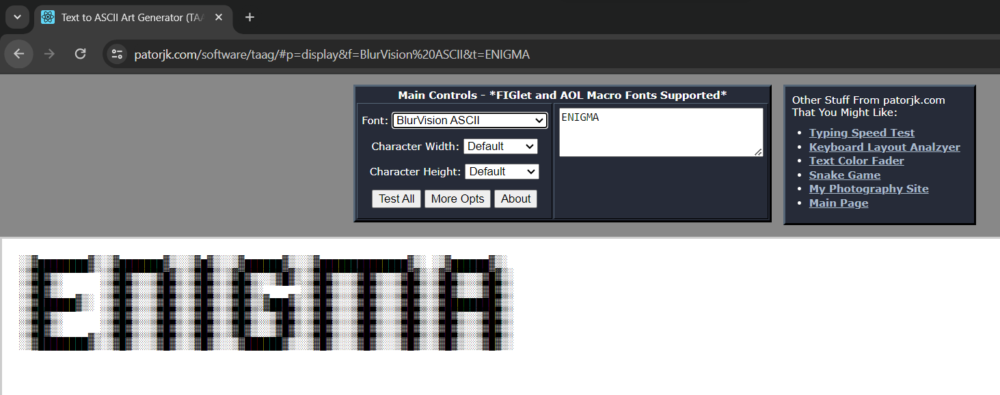 Text to ASCII Art Generator (TAA
patorjk.com/software/taag/#p=display&f=BlurVision%20ASCII&t=ENIGMA
Main Controls - *FIGlet and AOL Macro Fonts Supported*
Font: BlurVision ASCII
Character Width: Default
Character Height: Default
Test All More Opts About
ENIGMA
Other Stuff From patorjk.com
That You Might Like:
• Typing Speed Test
• Keyboard Layout Analzyer
• Text Color Fader
• Snake Game
• My Photography Site
• Main Page
ENIGMA